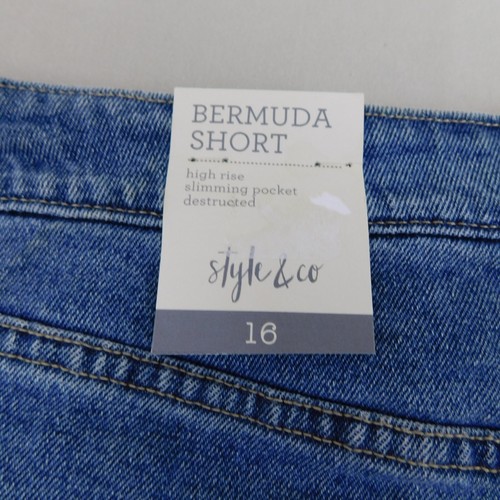 BERMUDA
SHORT
high rise
slimming pocket
destructed
style & co
16